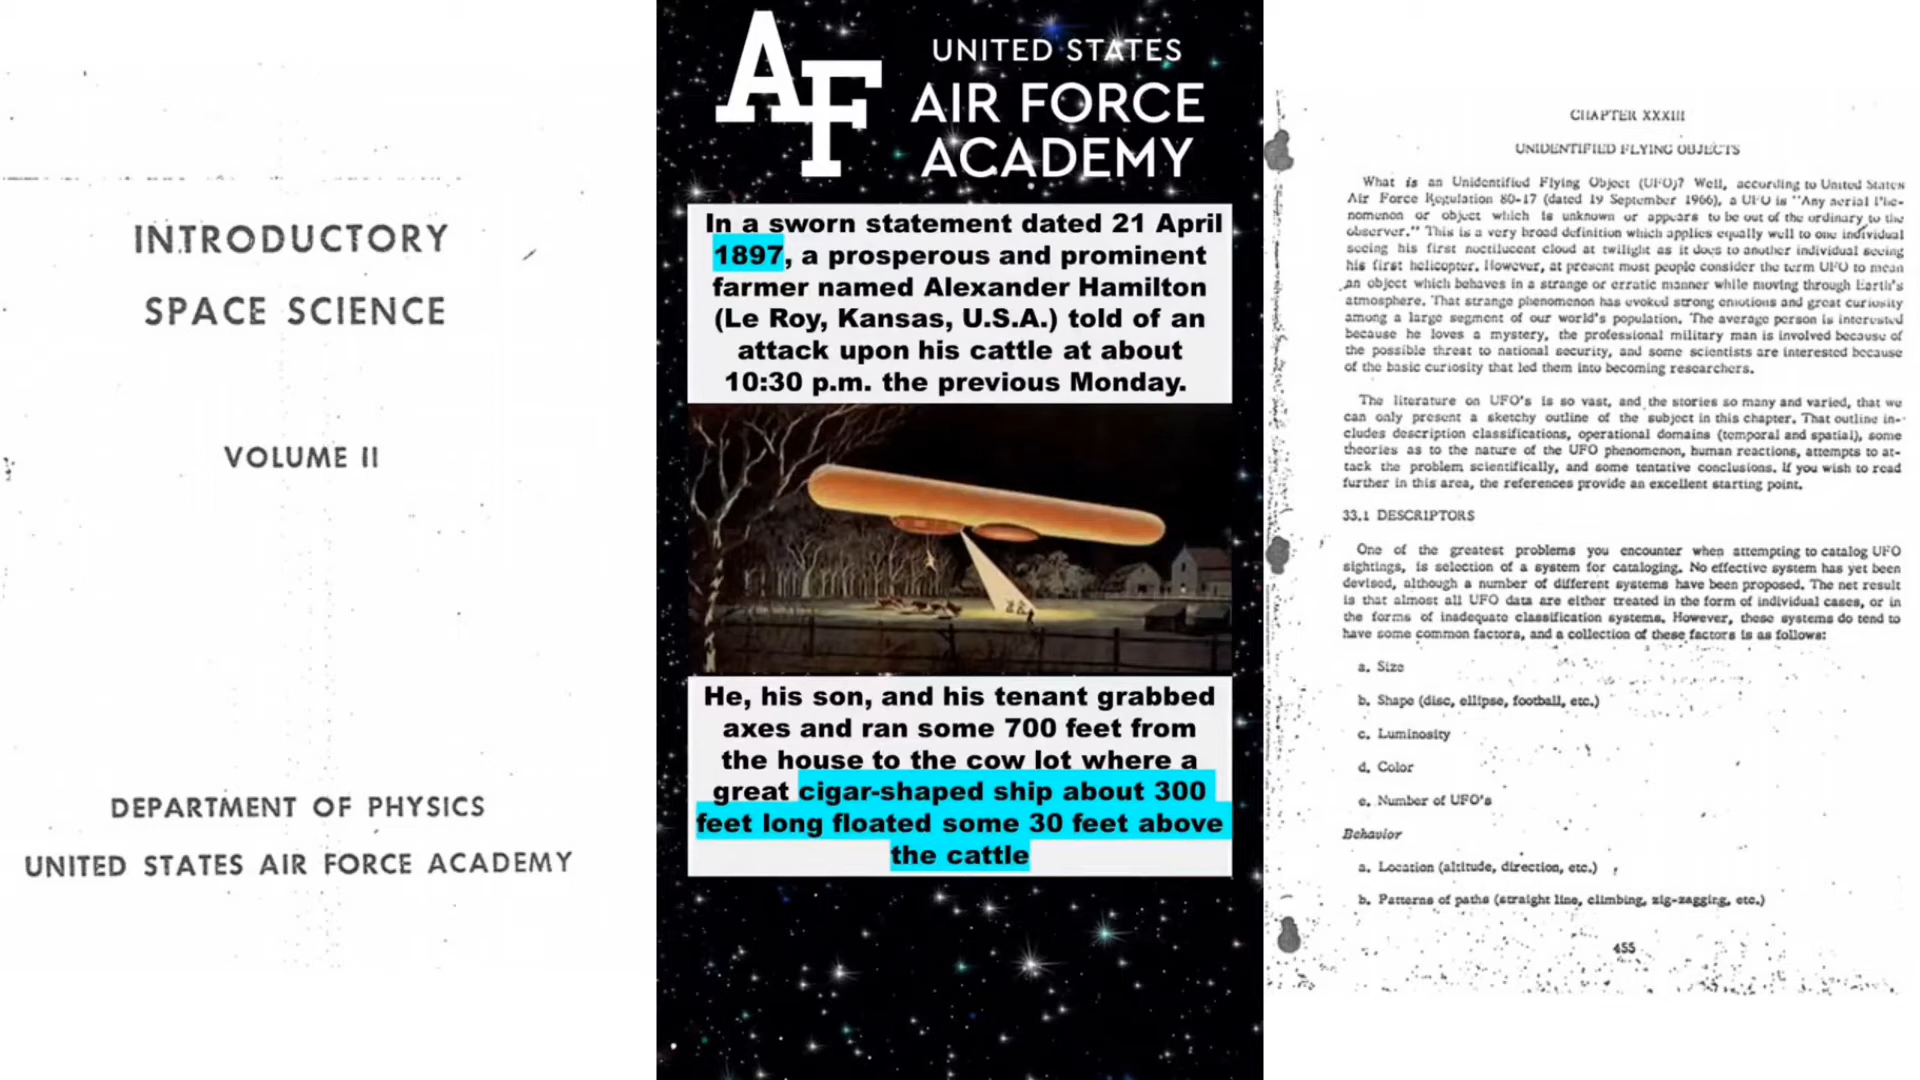 INTRODUCTORY
SPACE SCIENCE
VOLUME II
DEPARTMENT OF PHYSICS
UNITED STATES AIR FORCE ACADEMY
AF
UNITED STATES
AIR FORCE
ACADEMY
In a sworn statement dated 21 April
1897, a prosperous and prominent
farmer named Alexander Hamilton
(Le Roy, Kansas, U.S.A.) told of an
attack upon his cattle at about
10:30 p.m. the previous Monday.
He, his son, and his tenant grabbed
axes and ran some 700 feet from
the house to the cow lot where a
great cigar-shaped ship about 300
feet long floated some 30 feet above
the cattle
CHAPTER XXXIII
UNIDENTIFIED FLYING OBJECTS
What is an Unidentified Flying Object (UFO)? Well, according to United States
Air Force Regulation 80-17 (dated 19 September 1966), a UFO is "Any aerial Phe-
nomenon or object which is unknown or appears to be out of the ordinary to the
observer." This is a very broad definition which applies equally well to one individual
seeing his first noctilucent cloud at twilight as it does to another individual seeing
his first helicopter. However, at present most people consider the term UFO to mean
an object which behaves in a strange or erratic manner while moving through Earth's
atmosphere. That strange phenomenon has evoked strong emotions and great curiosity
among a large segment of our world's population. The average person is interested
because he loves a mystery, the professional military man is involved because of
the possible threat to national security, and some scientists are interested because
of the basic curiosity that led them into becoming researchers.
The literature on UFO's is so vast, and the stories so many and varied, that we
can only present a sketchy outline of the subject in this chapter. That outline in-
cludes description classifications, operational domains (temporal and spatial), some
theories as to the nature of the UFO phenomenon, human reactions, attempts to at-
tack the problem scientifically, and some tentative conclusions. If you wish to read
further in this area, the references provide an excellent starting point.
33.1 DESCRIPTORS
One of the greatest problems you encounter when attempting to catalog UFO
sightings, is selection of a system for cataloging. No effective system has yet been
devised, although a number of different systems have been proposed. The net result
is that almost all UFO data are either treated in the form of individual cases, or in
the forms of inadequate classification systems. However, these systems do tend to
have some common factors, and a collection of these factors is as follows:
a. Size
b. Shape (disc, ellipse, football, etc.)
c. Luminosity
d. Color
e. Number of UFO's
Behavior
a. Location (altitude, direction, etc.)
b. Patterns of paths (straight line, climbing, zig-zagging, etc.)
455